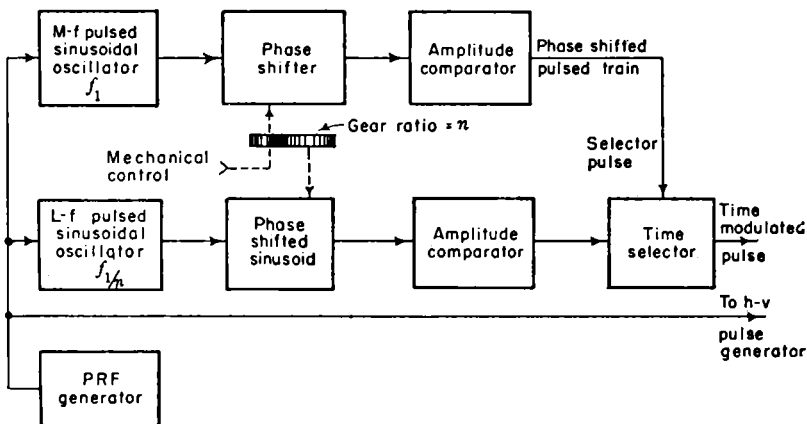 M-f pulsed
sinusoidal
oscillator
f1
Phase
shifter
Amplitude
comparator
Phase shifted
pulsed train
Gear ratio = n
Mechanical
control
Selector
pulse
L-f pulsed
sinusoidal
oscillator
f1/n
Phase
shifted
sinusoid
Amplitude
comparator
Time
selector
Time
modulated
pulse
To h-v
pulse
generator
PRF
generator